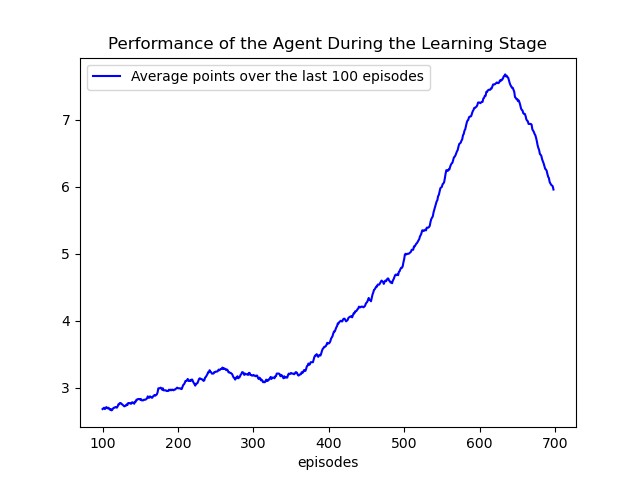 Performance of the Agent During the Learning Stage
Average points over the last 100 episodes
7
6
5
4
3
100 200 300 400 500 600 700
episodes